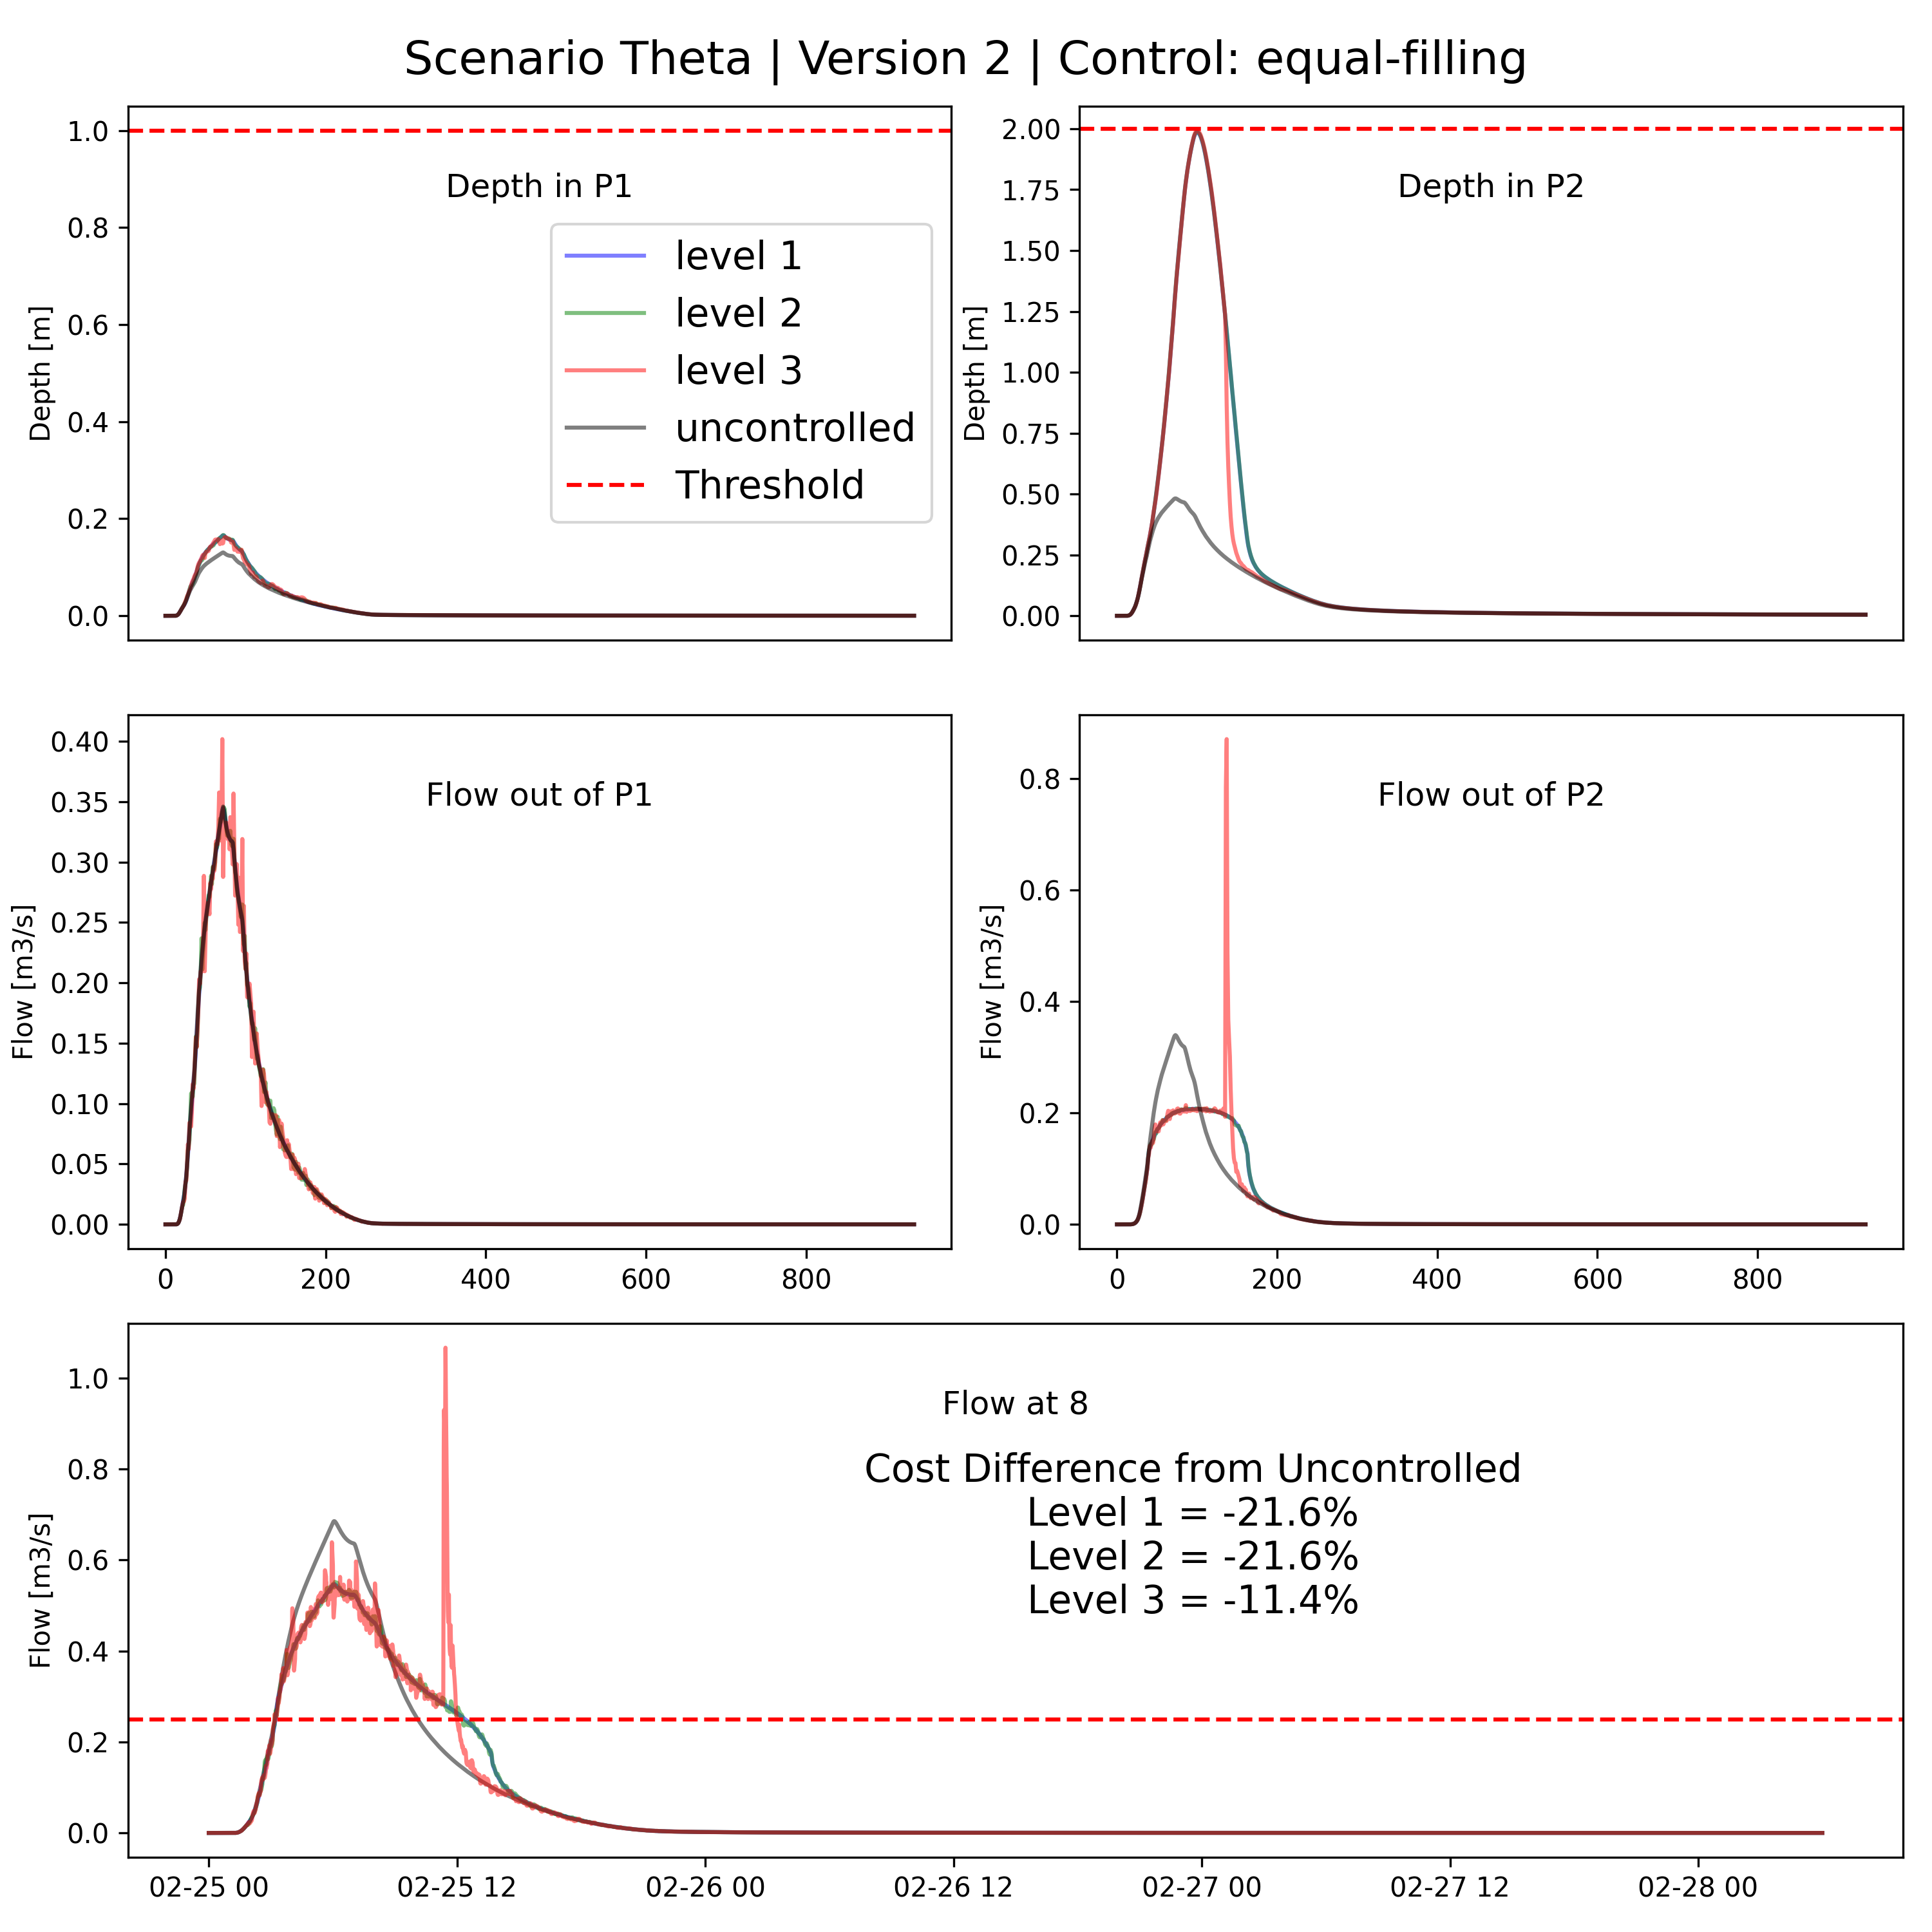 Scenario Theta | Version 2 | Control: equal-filling
1.0
0.8
0.6
0.4
0.2
0.0
Depth [m]
Depth in P1
level 1
level 2
level 3
uncontrolled
Threshold
2.00
1.75
1.50
1.25
1.00
0.75
0.50
0.25
0.00
Depth [m]
Depth in P2
0.40
0.35
0.30
0.25
0.20
0.15
0.10
0.05
0.00
Flow [m3/s]
Flow out of P1
0 200 400 600 800
0.8
0.6
0.4
0.2
0.0
Flow [m3/s]
Flow out of P2
0 200 400 600 800
1.0
0.8
0.6
0.4
0.2
0.0
Flow [m3/s]
Flow at 8
Cost Difference from Uncontrolled
Level 1 = -21.6%
Level 2 = -21.6%
Level 3 = -11.4%
02-25 00 02-25 12 02-26 00 02-26 12 02-27 00 02-27 12 02-28 00